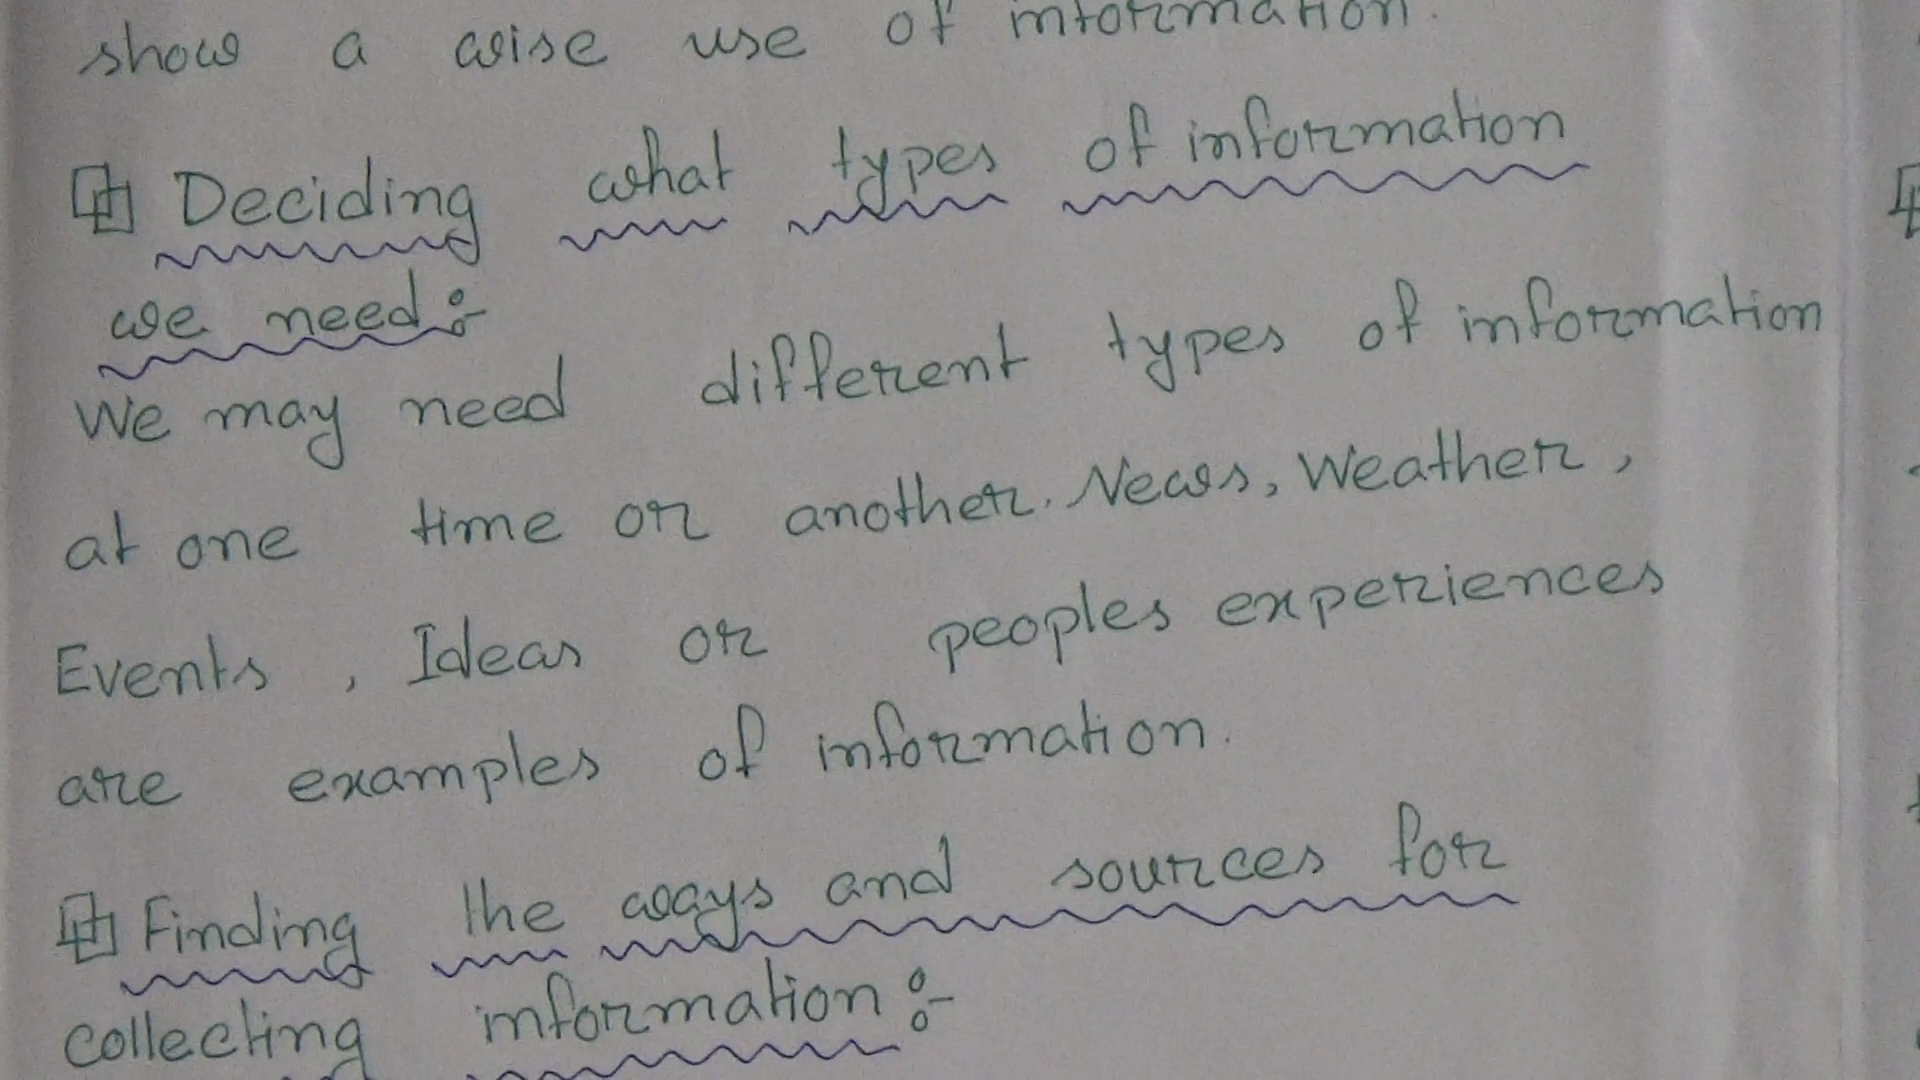 show a wise use of information.
Deciding what types of information
we need:-
We may need different types of information
at one time or another. News, Weather,
Events, Ideas or peoples experiences
are examples of information.
Finding the ways and sources for
collecting information:-